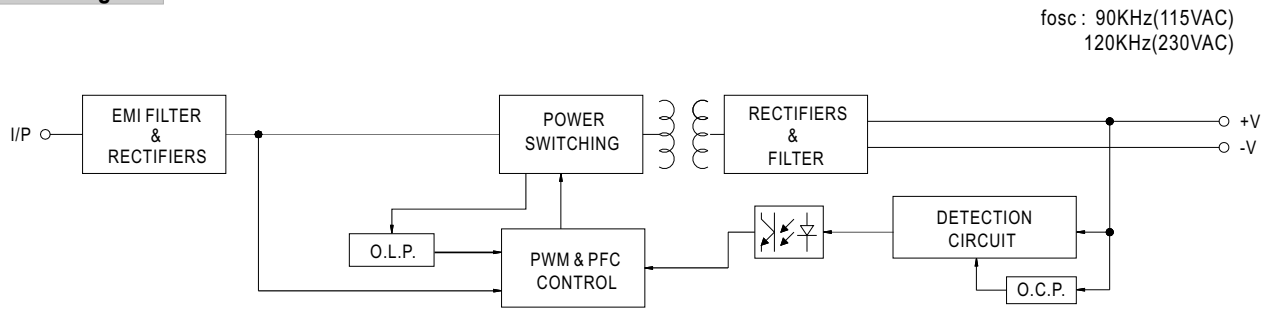 fosc : 90KHz(115VAC)
120KHz(230VAC)
I/P
EMI FILTER
&
RECTIFIERS
POWER
SWITCHING
RECTIFIERS
&
FILTER
+V
-V
O.L.P.
PWM & PFC
CONTROL
DETECTION
CIRCUIT
O.C.P.